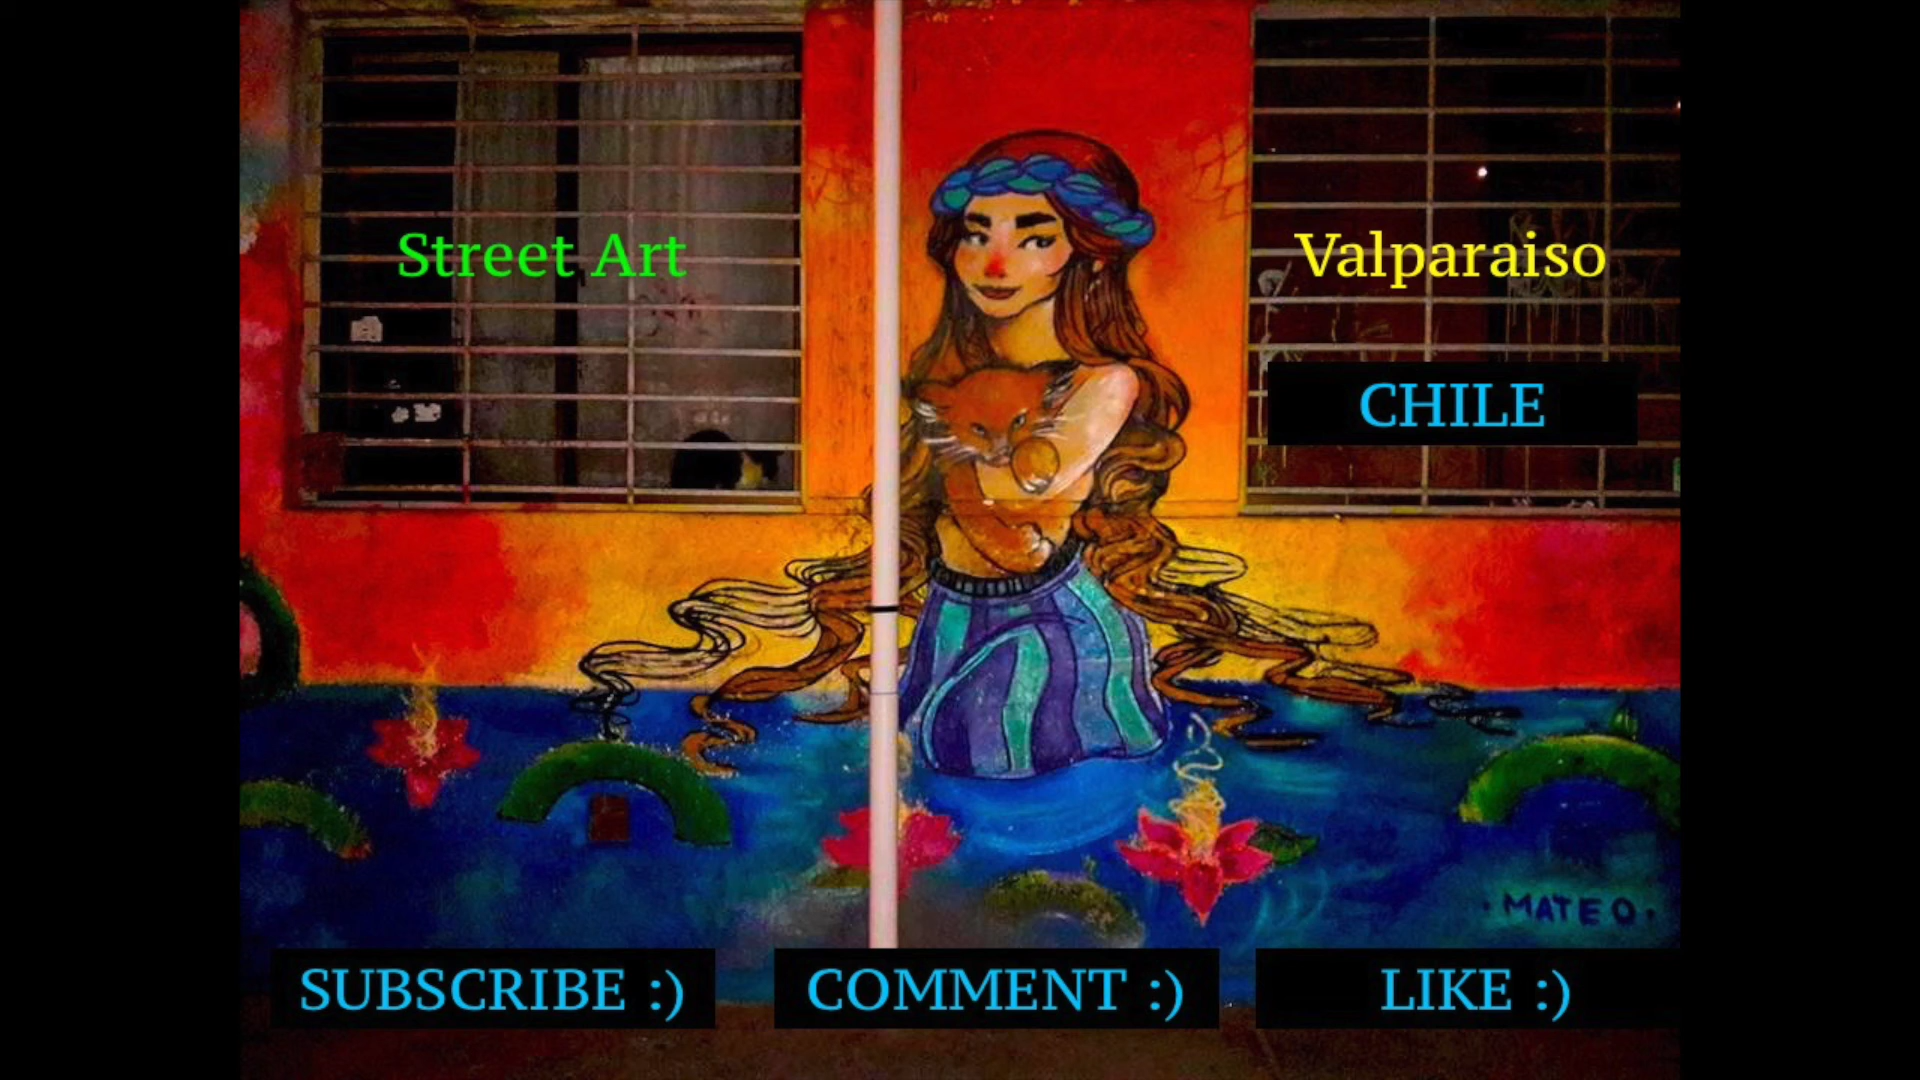 Street Art
Valparaiso
CHILE
·MATEO·
SUBSCRIBE :)
COMMENT :)
LIKE :)